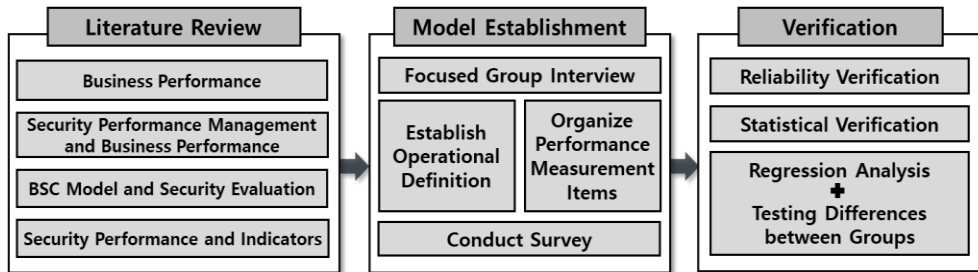 Literature Review
Business Performance
Security Performance Management
and Business Performance
BSC Model and Security Evaluation
Security Performance and Indicators
Model Establishment
Focused Group Interview
Establish
Operational
Definition
Organize
Performance
Measurement
Items
Conduct Survey
Verification
Reliability Verification
Statistical Verification
Regression Analysis
+
Testing Differences
between Groups